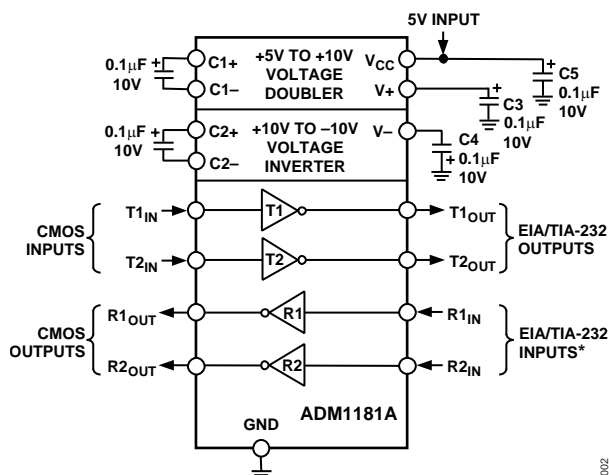 5V INPUT
0.1µF
10V
+
C1+
C1–
+5V TO +10V
VOLTAGE
DOUBLER
VCC
V+
+
C5
0.1µF
10V
+
C3
0.1µF
10V
0.1µF
10V
+
C2+
C2–
+10V TO –10V
VOLTAGE
INVERTER
V–
C4
+
0.1µF
10V
CMOS
INPUTS
T1IN
T1
T1OUT
EIA/TIA-232
OUTPUTS
T2IN
T2
T2OUT
CMOS
OUTPUTS
R1OUT
R1
R1IN
EIA/TIA-232
INPUTS*
R2OUT
R2
R2IN
GND
ADM1181A
002